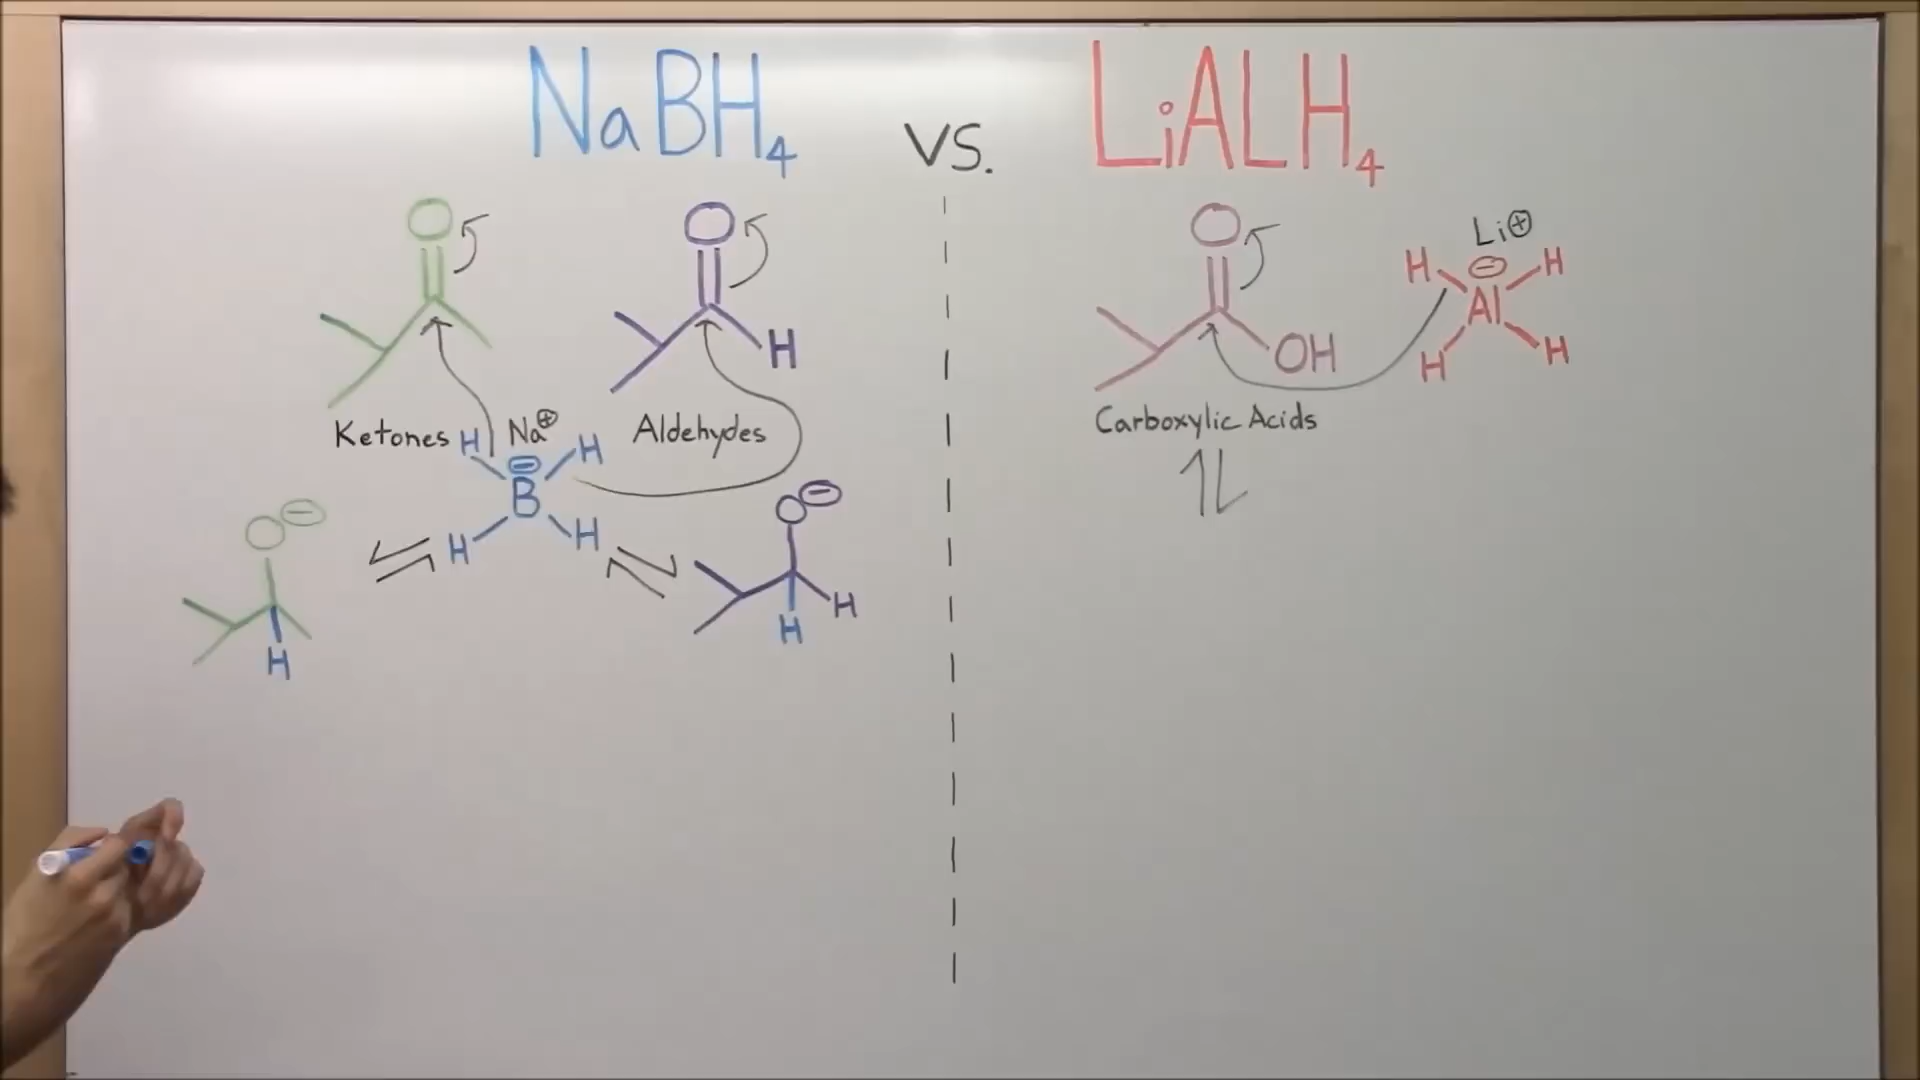 NaBH₄ vs. LiALH₄
O
H
Ketones
H Na⊕ H
⊖
B
H H
O
H
Aldehydes
O⊖
H
O⊖
H
H
O
OH
Carboxylic Acids
Li⊕
H ⊖ H
Al
H H